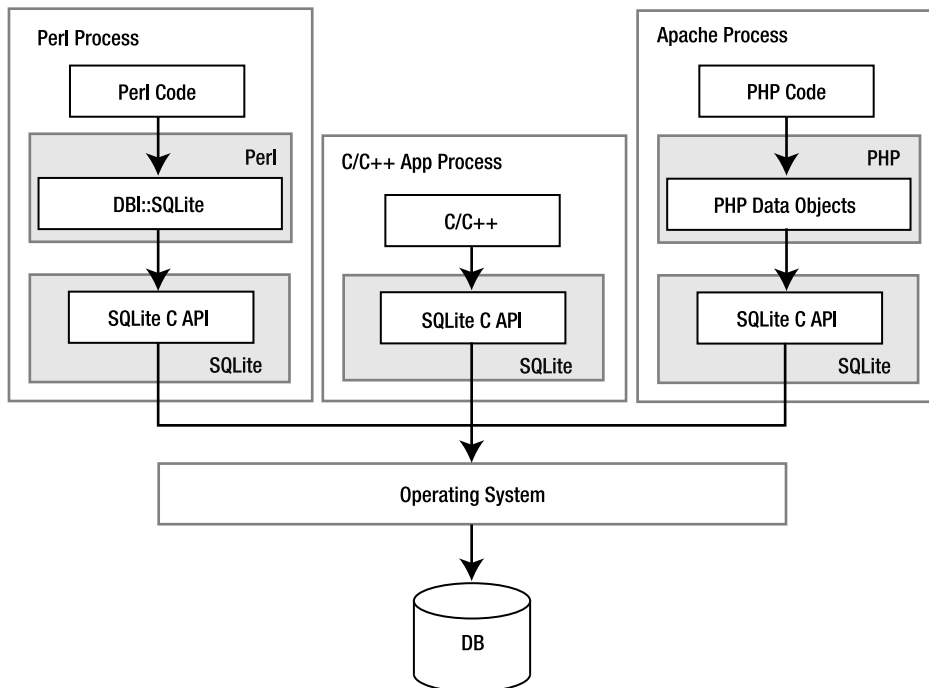 Perl Process
Perl Code
Perl
DBI::SQLite
SQLite C API
SQLite
C/C++ App Process
C/C++
SQLite C API
SQLite
Apache Process
PHP Code
PHP
PHP Data Objects
SQLite C API
SQLite
Operating System
DB